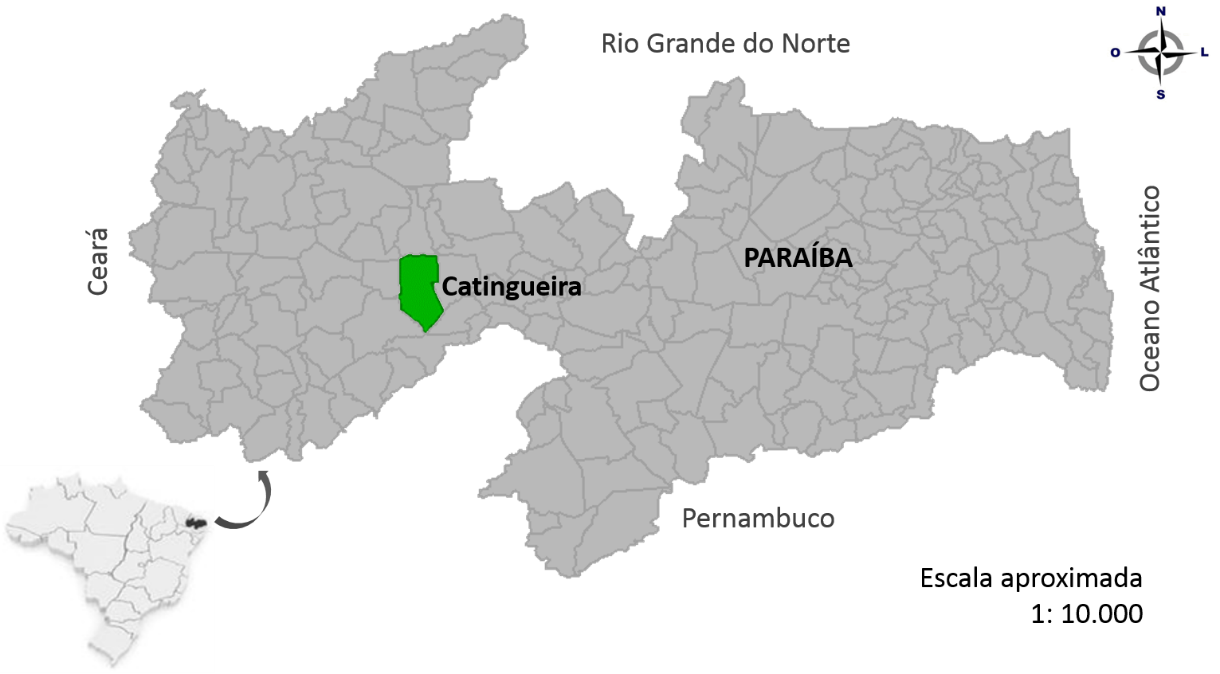 N
Rio Grande do Norte
O
L
S
Ceará
Oceano Atlântico
PARAÍBA
Catingueira
Pernambuco
Escala aproximada
1: 10.000